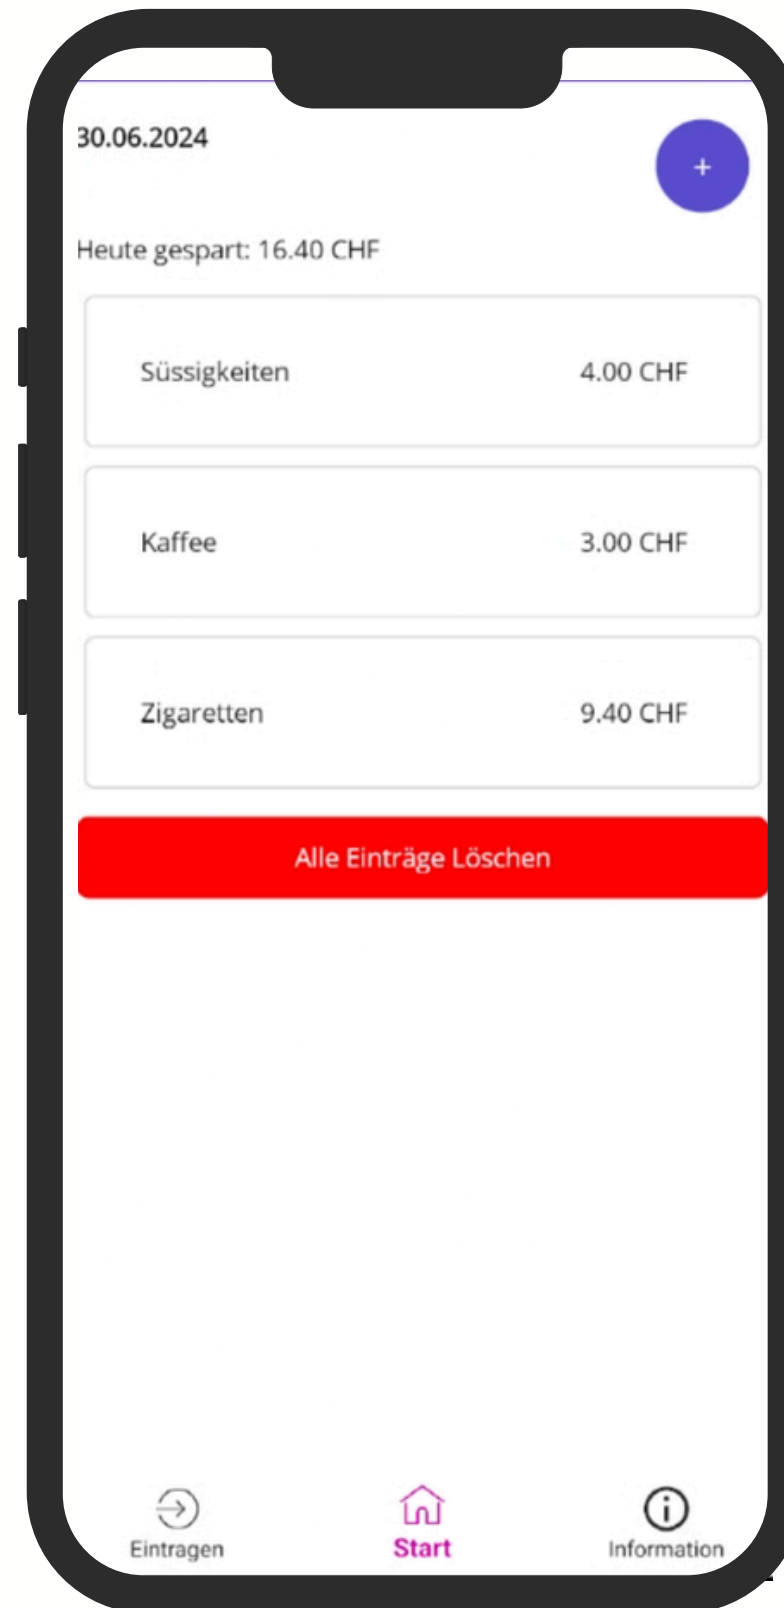 30.06.2024
+
Heute gespart: 16.40 CHF
Süssigkeiten 4.00 CHF
Kaffee 3.00 CHF
Zigaretten 9.40 CHF
Alle Einträge Löschen
Eintragen Start Information